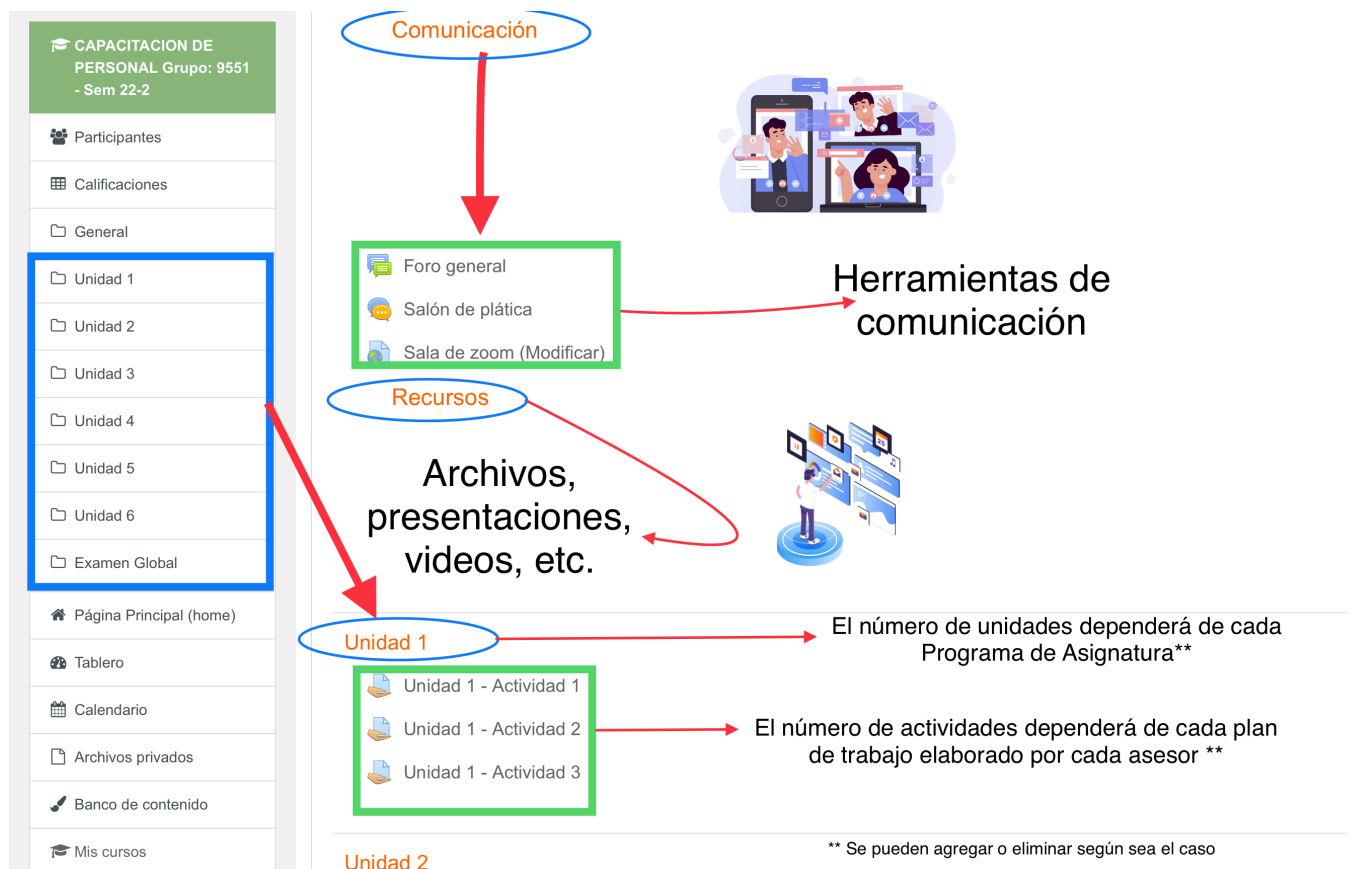 CAPACITACION DE
PERSONAL Grupo: 9551
- Sem 22-2
Participantes
Calificaciones
General
Unidad 1
Unidad 2
Unidad 3
Unidad 4
Unidad 5
Unidad 6
Examen Global
Página Principal (home)
Tablero
Calendario
Archivos privados
Banco de contenido
Mis cursos
Comunicación
Foro general
Salón de plática
Sala de zoom (Modificar)
Herramientas de
comunicación
Recursos
Archivos,
presentaciones,
videos, etc.
Unidad 1
El número de unidades dependerá de cada
Programa de Asignatura**
Unidad 1 - Actividad 1
Unidad 1 - Actividad 2
Unidad 1 - Actividad 3
El número de actividades dependerá de cada plan
de trabajo elaborado por cada asesor **
** Se pueden agregar o eliminar según sea el caso
Unidad 2